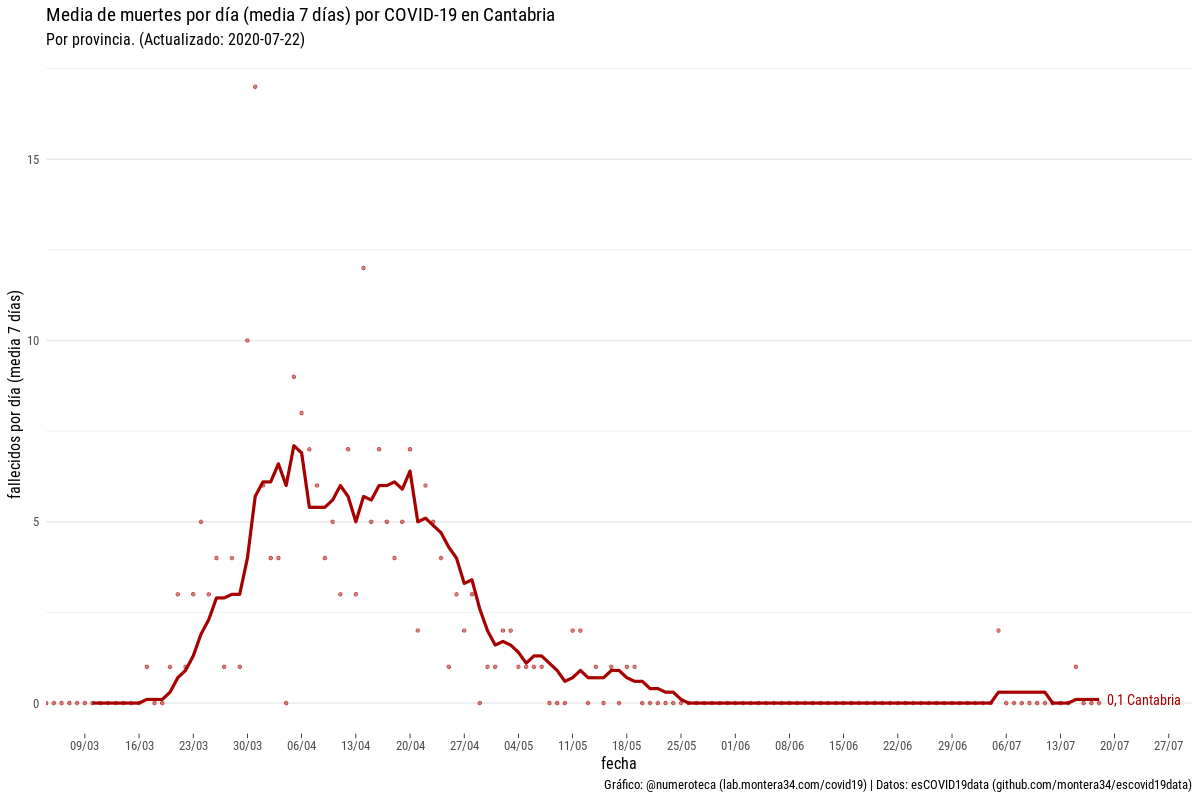 Media de muertes por día (media 7 días) por COVID-19 en Cantabria
Por provincia. (Actualizado: 2020-07-22)
fallecidos por día (media 7 días)
15
10
5
0
0,1 Cantabria
09/03 16/03 23/03 30/03 06/04 13/04 20/04 27/04 04/05 11/05 18/05 25/05 01/06 08/06 15/06 22/06 29/06 06/07 13/07 20/07 27/07
fecha
Gráfico: @numeroteca (lab.montera34.com/covid19) | Datos: esCOVID19data (github.com/montera34/escovid19data)